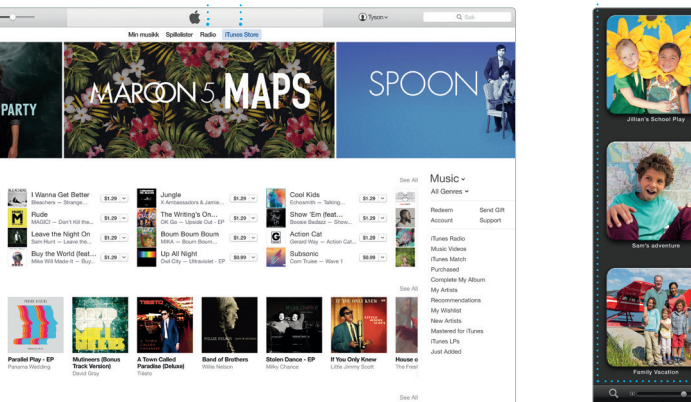 Tyson
Søk
Min musikk Spillelister Radio iTunes Store
PARTY
MAROON 5 MAPS
SPOON
See All
Music
All Genres
Redeem Send Gift
Account Support
iTunes Radio
Music Videos
iTunes Match
Purchased
Complete My Album
My Artists
Recommendations
My Wishlist
New Artists
Mastered for iTunes
iTunes LPs
Just Added
I Wanna Get Better
Bleachers — Strange...
$1.29
Rude
MAGIC! — Don't Kill the...
$1.29
Leave the Night On
Sam Hunt — Leave the...
$1.29
Buy the World (feat...
Mike Will Made-It — Buy...
$1.29
Jungle
X Ambassadors & Jamie...
$1.29
The Writing's On...
OK Go — Upside Out - EP
$1.29
Boum Boum Boum
MIKA — Boum Boum...
$1.29
Up All Night
Owl City — Ultraviolet - EP
$0.99
Cool Kids
Echosmith — Talking...
$1.29
Show 'Em (feat...
Boosie Badazz — Show...
$1.29
Action Cat
Gerard Way — Action Cat...
$1.29
Subsonic
Com Truise — Wave 1
$0.99
See All
TIËSTO
IF YOU ONLY KNEW
Parallel Play - EP
Panama Wedding
Mutineers (Bonus
Track Version)
David Gray
A Town Called
Paradise (Deluxe)
Tiësto
Band of Brothers
Willie Nelson
Stolen Dance - EP
Milky Chance
If You Only Knew
Little Jimmy Scott
House o
The Fresh
See All
Jillian's School Play
Sam's adventure
Family Vacation